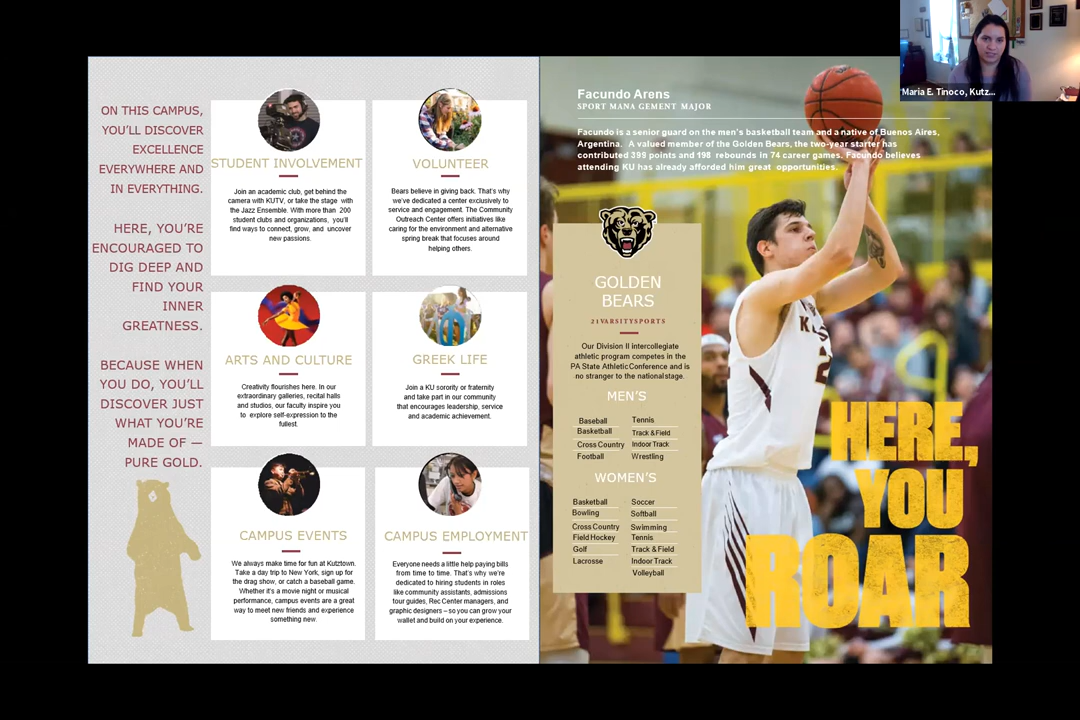 ON THIS CAMPUS,
YOU'LL DISCOVER
EXCELLENCE
EVERYWHERE AND
IN EVERYTHING.
HERE, YOU'RE
ENCOURAGED TO
DIG DEEP AND
FIND YOUR
INNER
GREATNESS.
BECAUSE WHEN
YOU DO, YOU'LL
DISCOVER JUST
WHAT YOU'RE
MADE OF —
PURE GOLD.
STUDENT INVOLVEMENT
Join an academic club, get behind the
camera with KUTV, or take the stage with
the Jazz Ensemble. With more than 200
student clubs and organizations, you'll
find ways to connect, grow, and uncover
new passions.
VOLUNTEER
Bears believe in giving back. That's why
we've dedicated a center exclusively to
service and engagement. The Community
Outreach Center offers initiatives like
caring for the environment and alternative
spring break that focuses around
helping others.
ARTS AND CULTURE
Creativity flourishes here. In our
extraordinary galleries, recital halls
and studios, our faculty inspire you
to explore self-expression to the
fullest.
GREEK LIFE
Join a KU sorority or fraternity
and take part in our community
that encourages leadership, service
and academic achievement.
CAMPUS EVENTS
We always make time for fun at Kutztown.
Take a day trip to New York, sign up for
the drag show, or catch a baseball game.
Whether it's a movie night or musical
performance, campus events are a great
way to meet new friends and experience
something new.
CAMPUS EMPLOYMENT
Everyone needs a little help paying bills
from time to time. That's why we're
dedicated to hiring students in roles
like community assistants, admissions
tour guides, Rec Center managers, and
graphic designers – so you can grow your
wallet and build on your experience.
Facundo Arens
SPORT MANA GEMENT MAJOR
Facundo is a senior guard on the men's basketball team and a native of Buenos Aires,
Argentina. A valued member of the Golden Bears, the two-year starter has
contributed 399 points and 198 rebounds in 74 career games. Facundo believes
attending KU has already afforded him great opportunities.
GOLDEN
BEARS
21VARSITYSPORTS
Our Division II intercollegiate
athletic program competes in the
PA State AthleticConference and is
no stranger to the nationalstage.
MEN'S
Baseball
Basketball
Cross Country
Football
Tennis
Track & Field
Indoor Track
Wrestling
WOMEN'S
Basketball
Bowling
Cross Country
Field Hockey
Golf
Lacrosse
Soccer
Softball
Swimming
Tennis
Track & Field
Indoor Track
Volleyball
HERE,
YOU
ROAR
Maria E. Tinoco, Kutz...